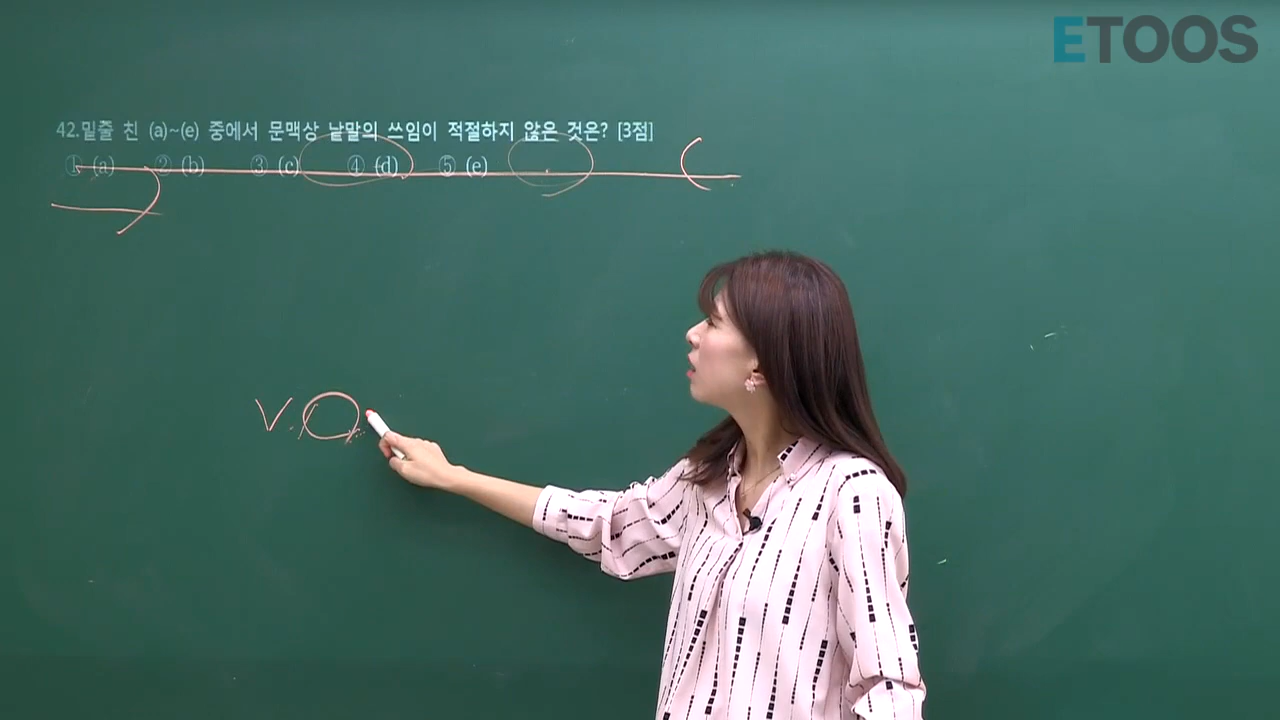 ETOOS
42.밑줄 친 (a)~(e) 중에서 문맥상 낱말의 쓰임이 적절하지 않은 것은? [3점]
① (a) ② (b) ③ (c) ④ (d) ⑤ (e)
V.